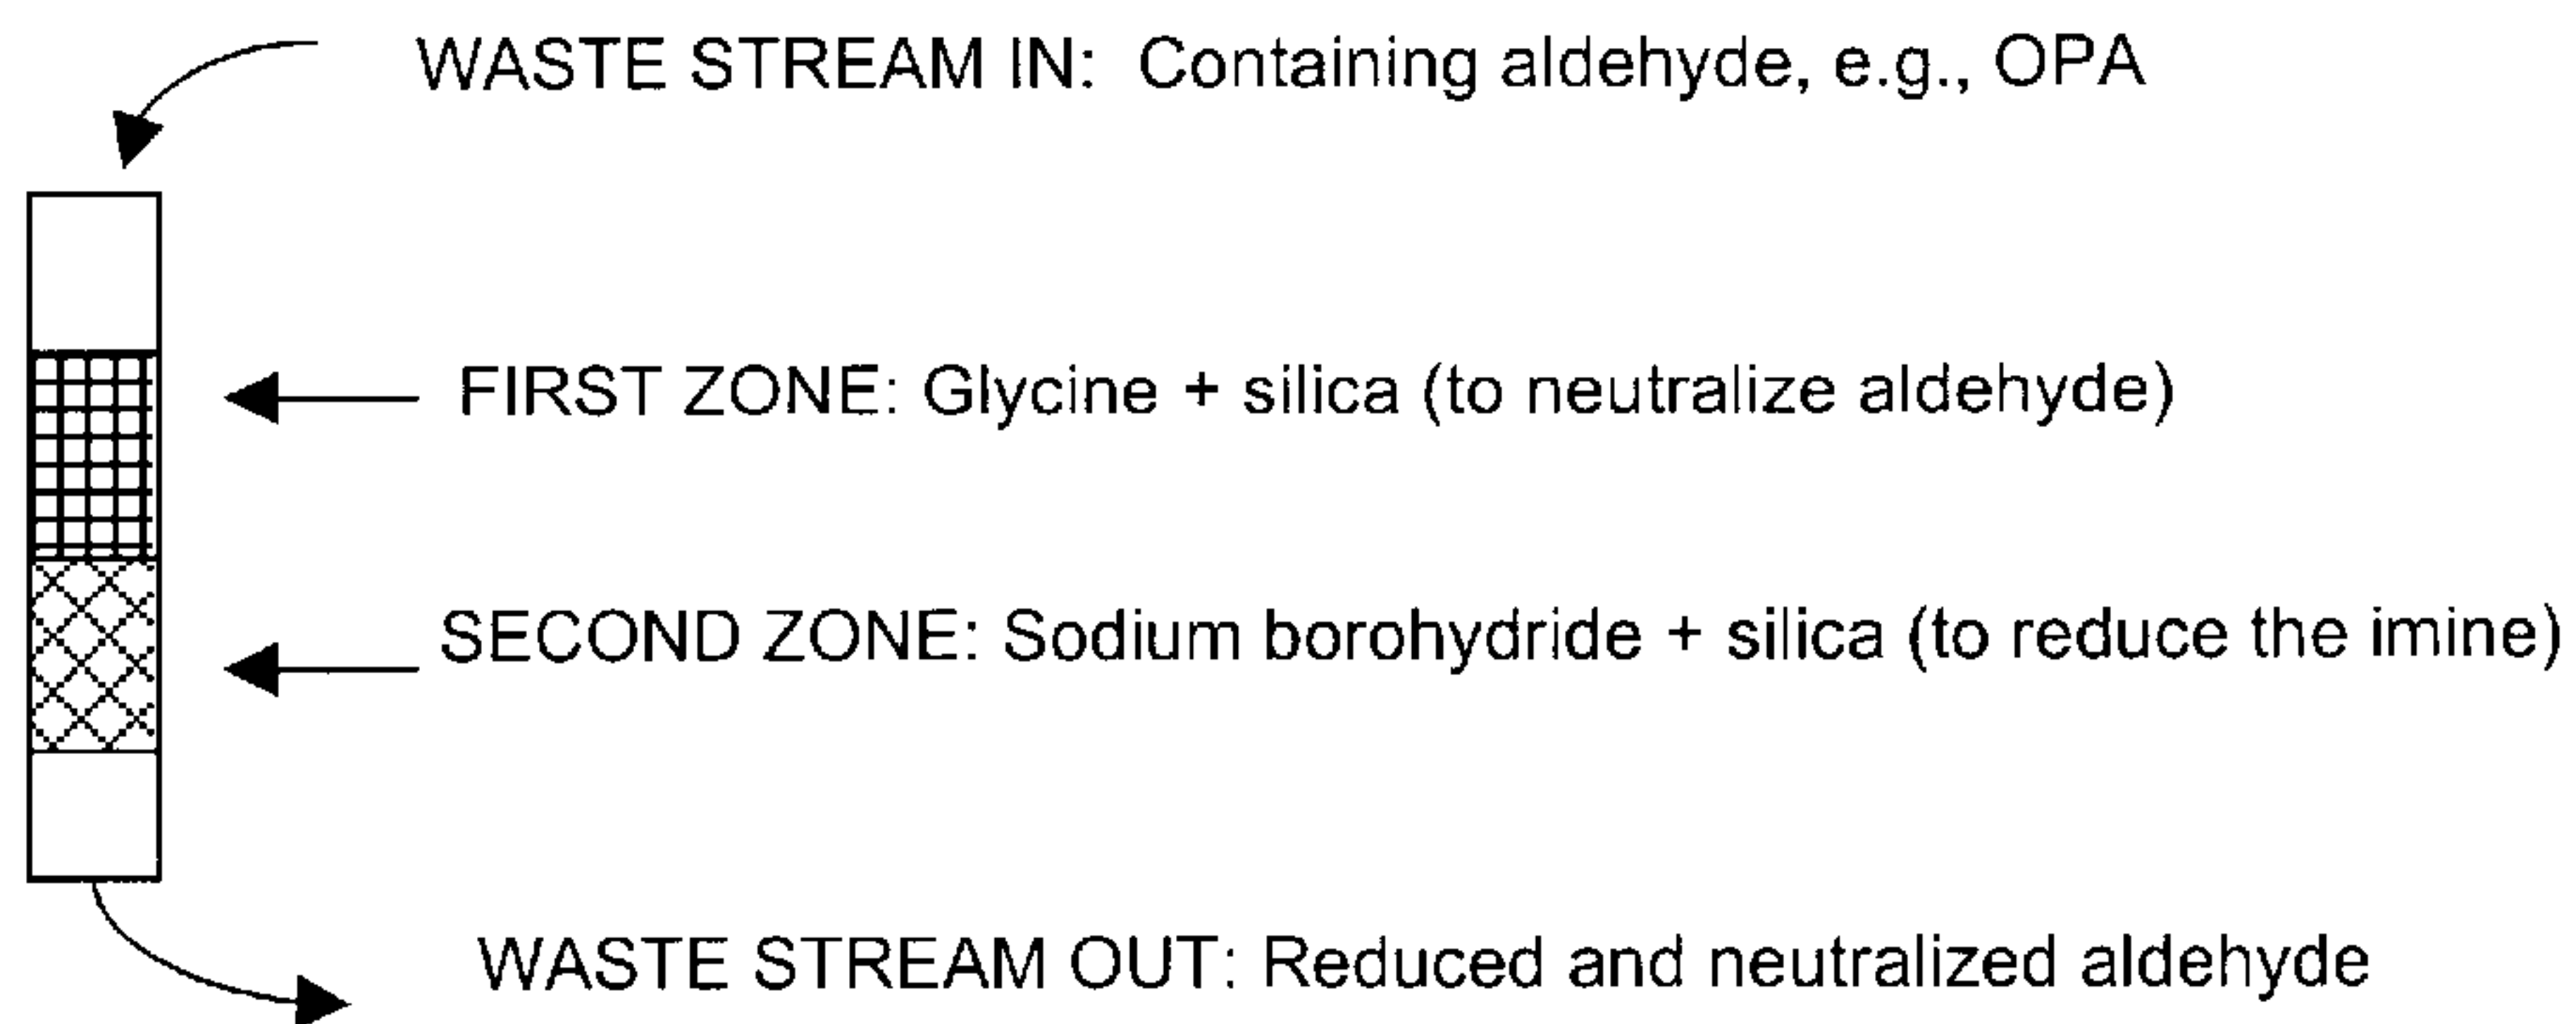 WASTE STREAM IN: Containing aldehyde, e.g., OPA
FIRST ZONE: Glycine + silica (to neutralize aldehyde)
SECOND ZONE: Sodium borohydride + silica (to reduce the imine)
WASTE STREAM OUT: Reduced and neutralized aldehyde